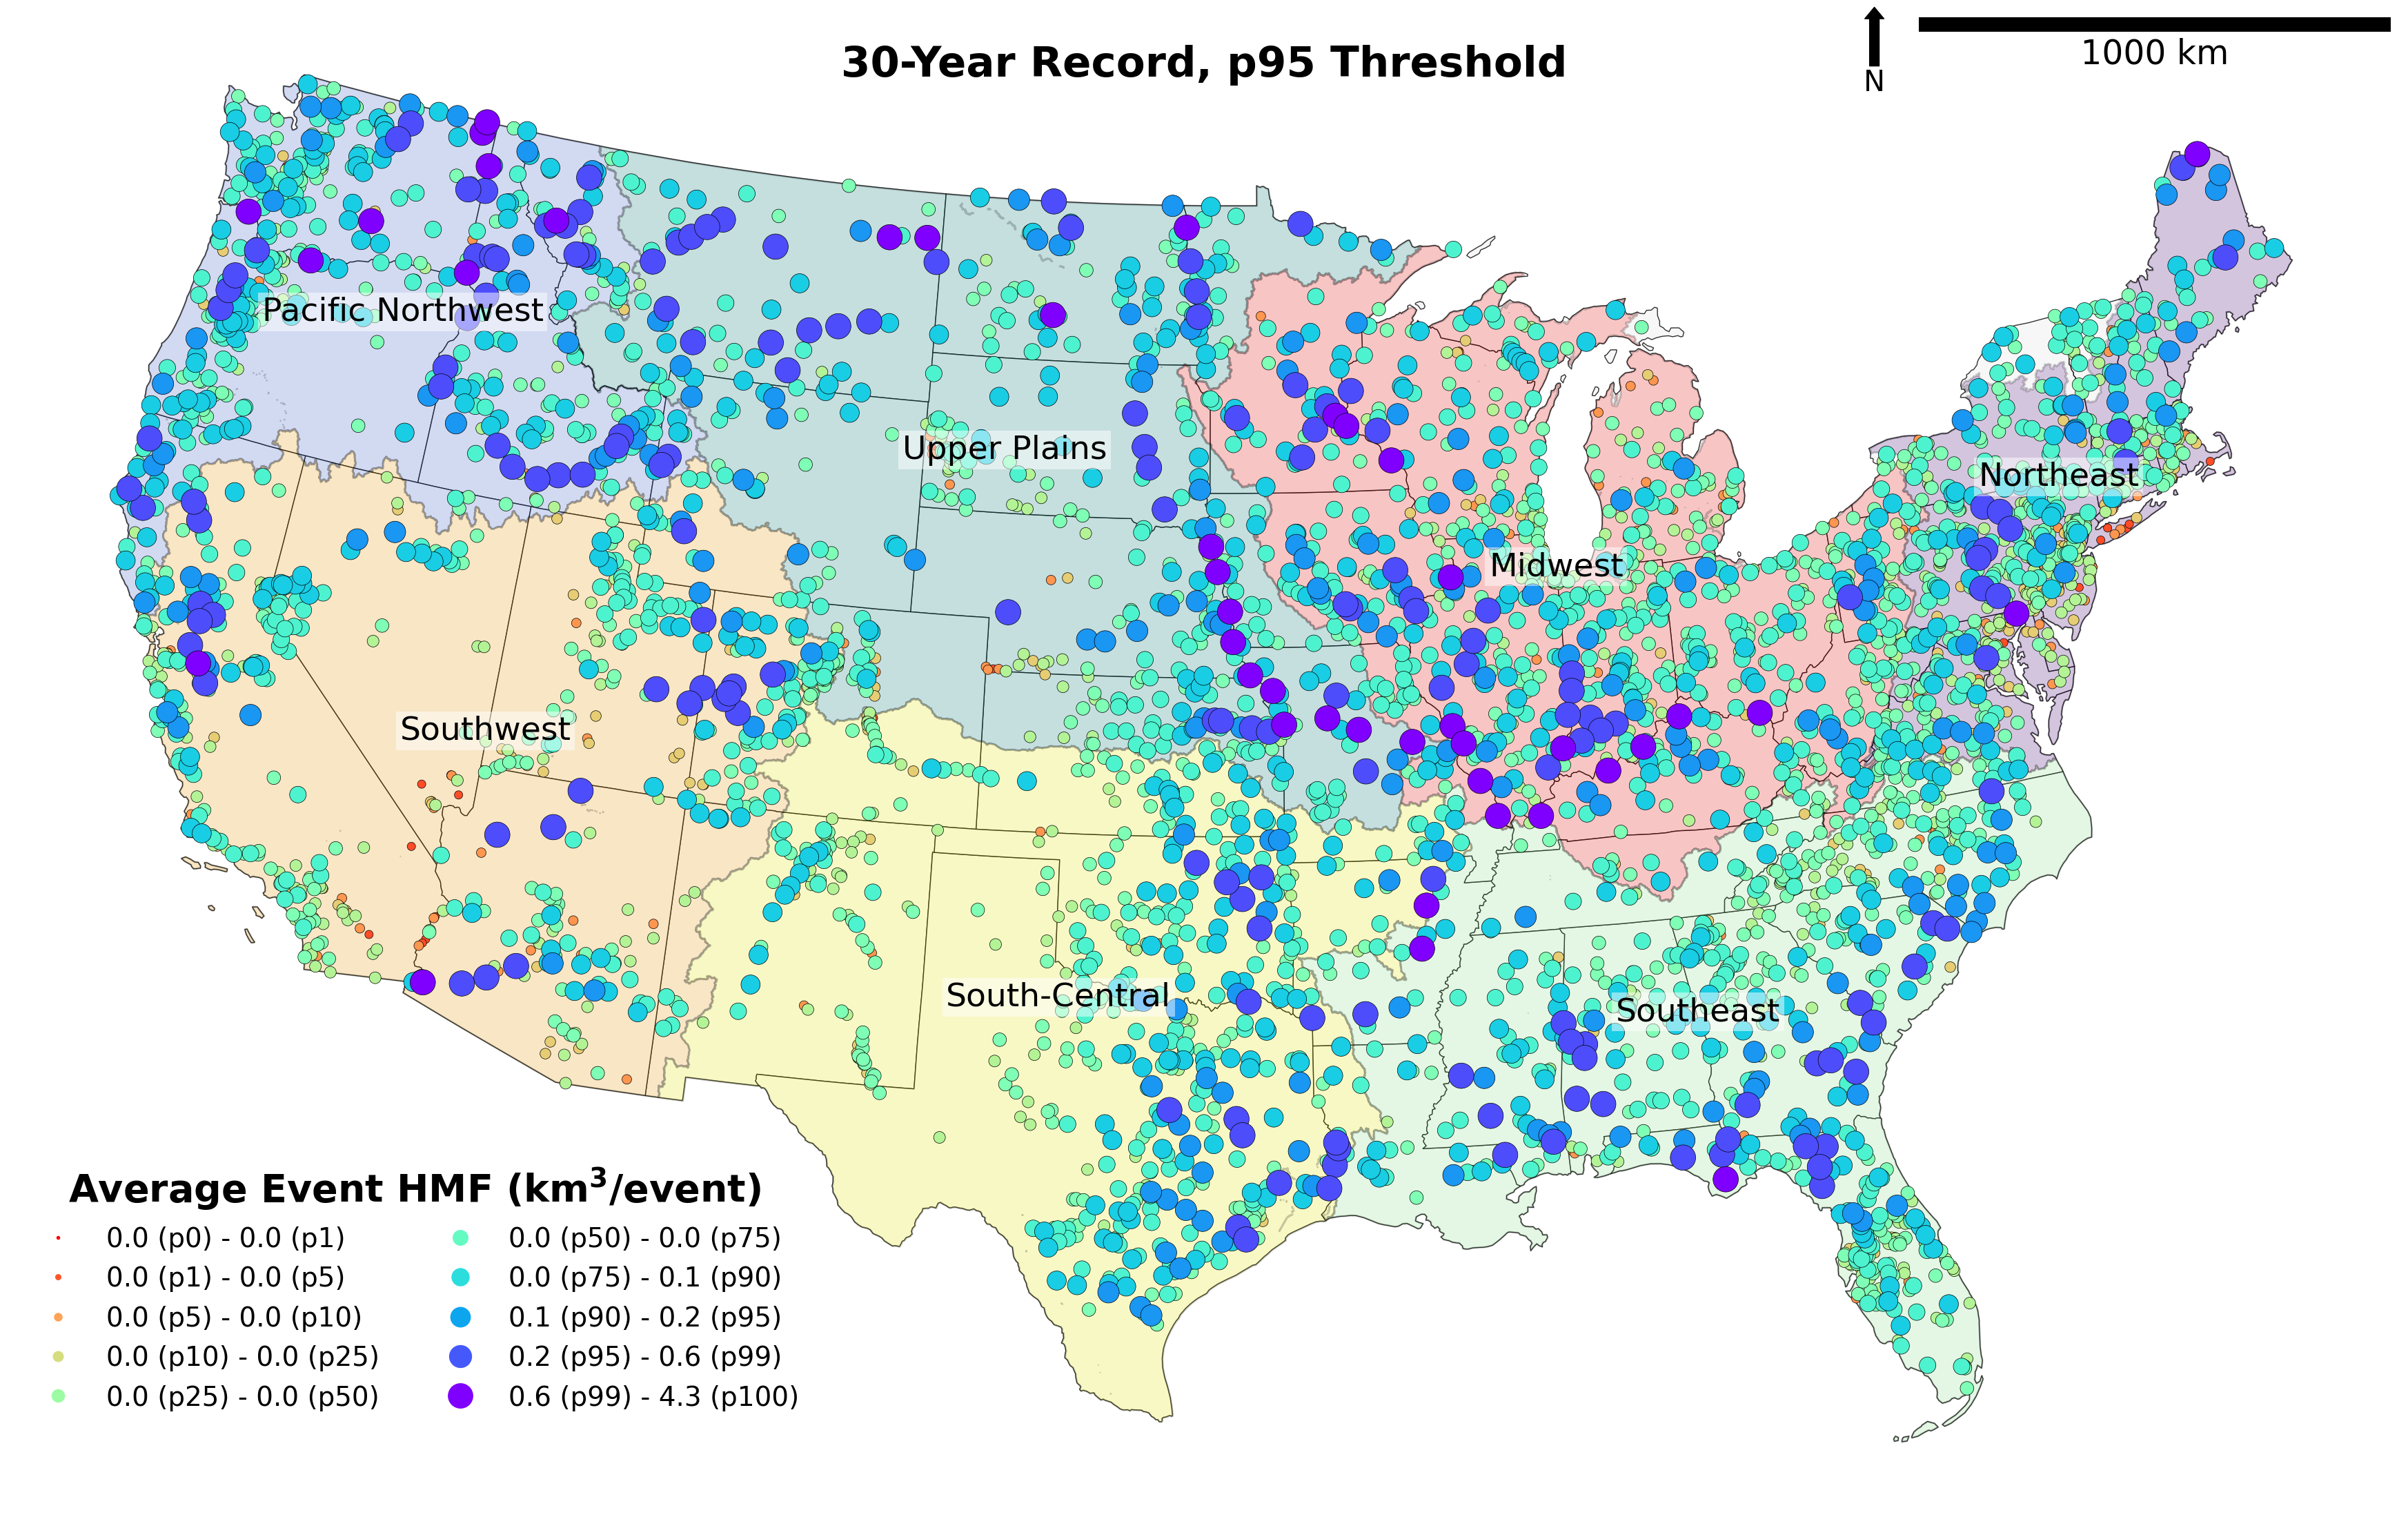 30-Year Record, p95 Threshold
N
1000 km
Pacific Northwest
Upper Plains
Northeast
Midwest
Southwest
South-Central
Southeast
Average Event HMF (km³/event)
0.0 (p0) - 0.0 (p1)
0.0 (p1) - 0.0 (p5)
0.0 (p5) - 0.0 (p10)
0.0 (p10) - 0.0 (p25)
0.0 (p25) - 0.0 (p50)
0.0 (p50) - 0.0 (p75)
0.0 (p75) - 0.1 (p90)
0.1 (p90) - 0.2 (p95)
0.2 (p95) - 0.6 (p99)
0.6 (p99) - 4.3 (p100)